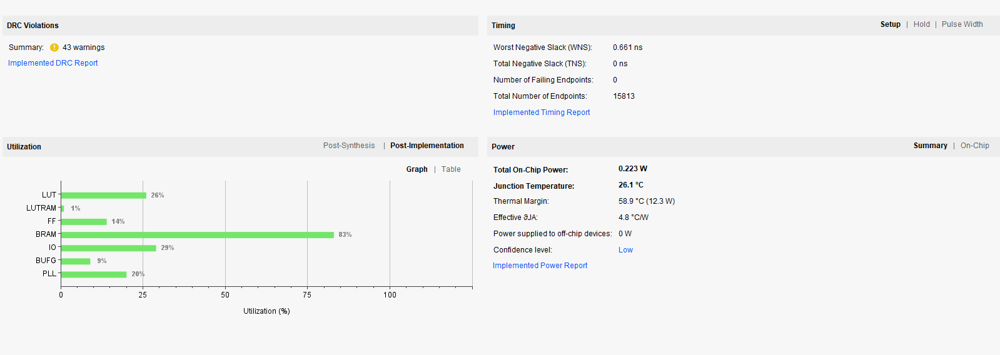 DRC Violations
Summary: 43 warnings
Implemented DRC Report
Timing
Setup | Hold | Pulse Width
Worst Negative Slack (WNS): 0.661 ns
Total Negative Slack (TNS): 0 ns
Number of Failing Endpoints: 0
Total Number of Endpoints: 15813
Implemented Timing Report
Utilization
Post-Synthesis | Post-Implementation
Graph | Table
LUT 26%
LUTRAM 1%
FF 14%
BRAM 83%
IO 29%
BUFG 9%
PLL 20%
0 25 50 75 100
Utilization (%)
Power
Summary | On-Chip
Total On-Chip Power: 0.223 W
Junction Temperature: 26.1 °C
Thermal Margin: 58.9 °C (12.3 W)
Effective ϑJA: 4.8 °C/W
Power supplied to off-chip devices: 0 W
Confidence level: Low
Implemented Power Report